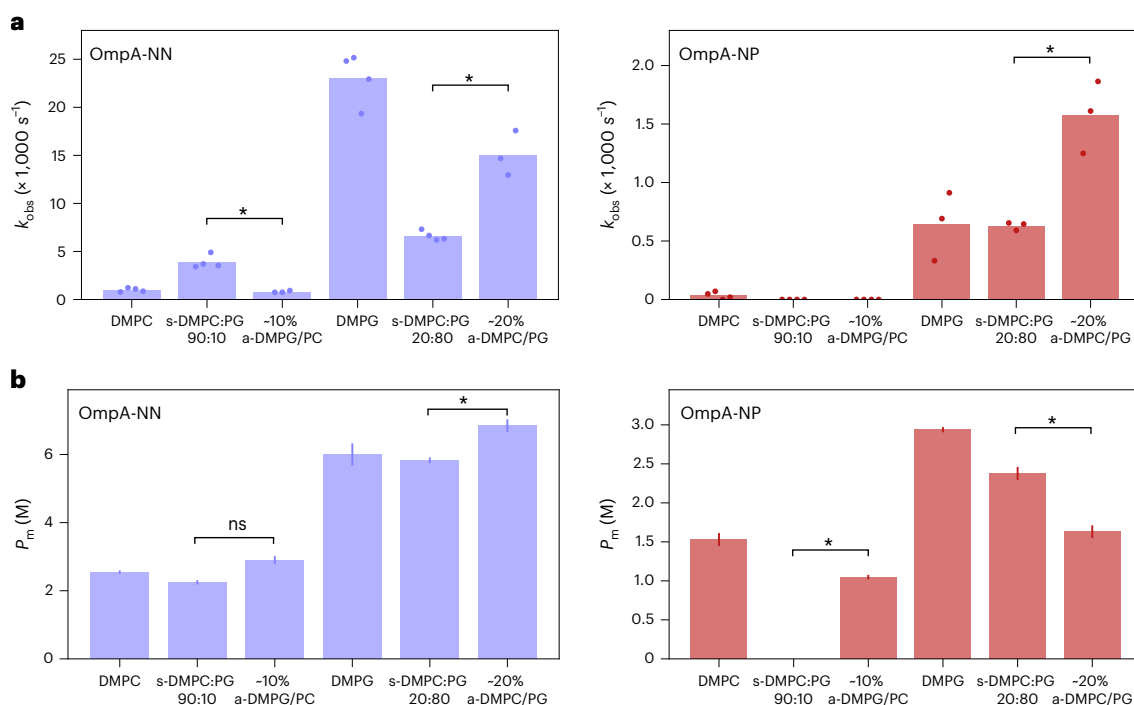 a
OmpA-NN
k_obs (× 1,000 s⁻¹)
25
20
15
10
5
0
*
*
DMPC
s-DMPC:PG
90:10
~10%
a-DMPG/PC
DMPG
s-DMPC:PG
20:80
~20%
a-DMPC/PG
OmpA-NP
k_obs (× 1,000 s⁻¹)
2.0
1.5
1.0
0.5
0
*
DMPC
s-DMPC:PG
90:10
~10%
a-DMPG/PC
DMPG
s-DMPC:PG
20:80
~20%
a-DMPC/PG
b
OmpA-NN
P_m (M)
6
4
2
0
ns
*
DMPC
s-DMPC:PG
90:10
~10%
a-DMPG/PC
DMPG
s-DMPC:PG
20:80
~20%
a-DMPC/PG
OmpA-NP
P_m (M)
3.0
2.5
2.0
1.5
1.0
0.5
0
*
*
DMPC
s-DMPC:PG
90:10
~10%
a-DMPG/PC
DMPG
s-DMPC:PG
20:80
~20%
a-DMPC/PG